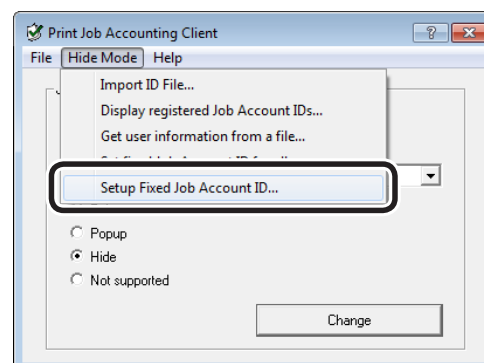 Print Job Accounting Client
File Hide Mode Help
Import ID File...
Display registered Job Account IDs...
Get user information from a file...
Setup Fixed Job Account ID...
Popup
Hide
Not supported
Change